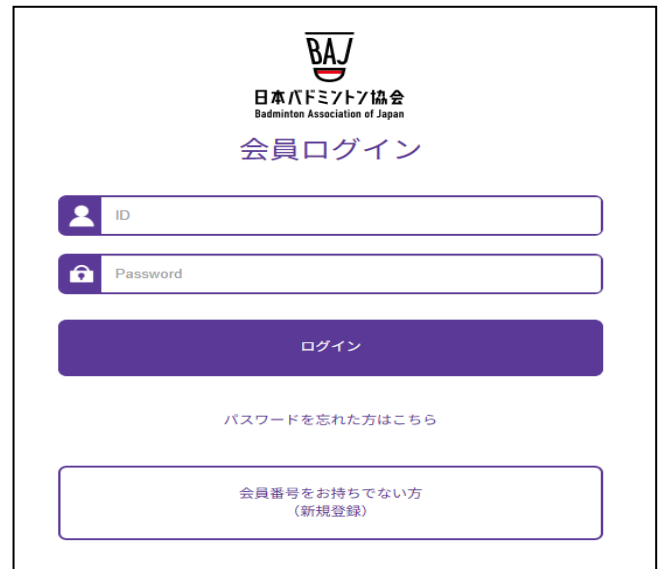 BAJ
日本バドミントン協会
Badminton Association of Japan
会員ログイン
ID
Password
ログイン
パスワードを忘れた方はこちら
会員番号をお持ちでない方
（新規登録）